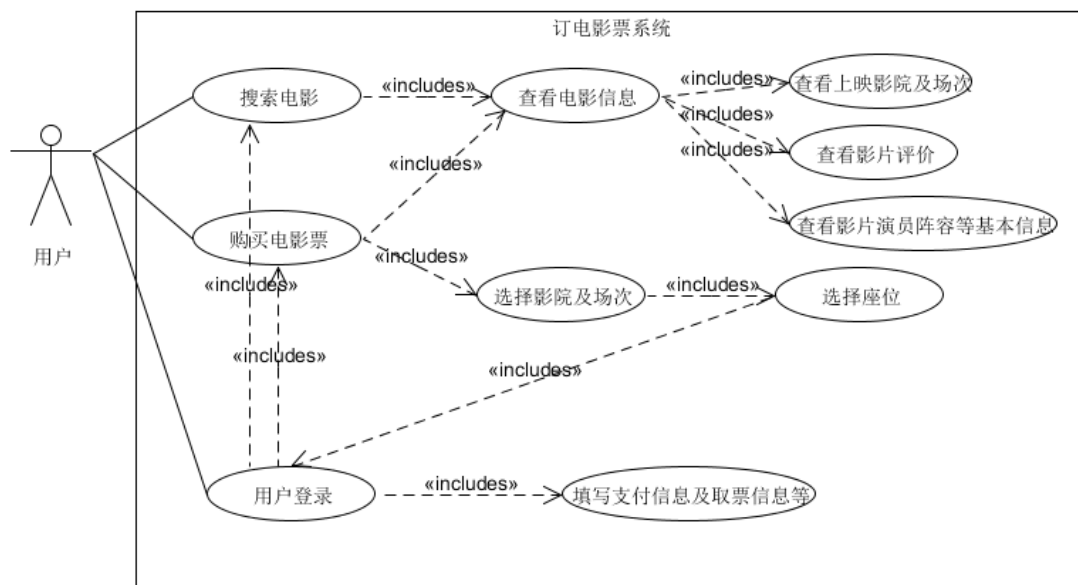 订电影票系统
搜索电影
«includes»
查看电影信息
«includes»
查看上映影院及场次
«includes»
查看影片评价
«includes»
«includes»
查看影片演员阵容等基本信息
用户
购买电影票
«includes»
«includes»
选择影院及场次
«includes»
选择座位
«includes»
«includes»
用户登录
«includes»
填写支付信息及取票信息等